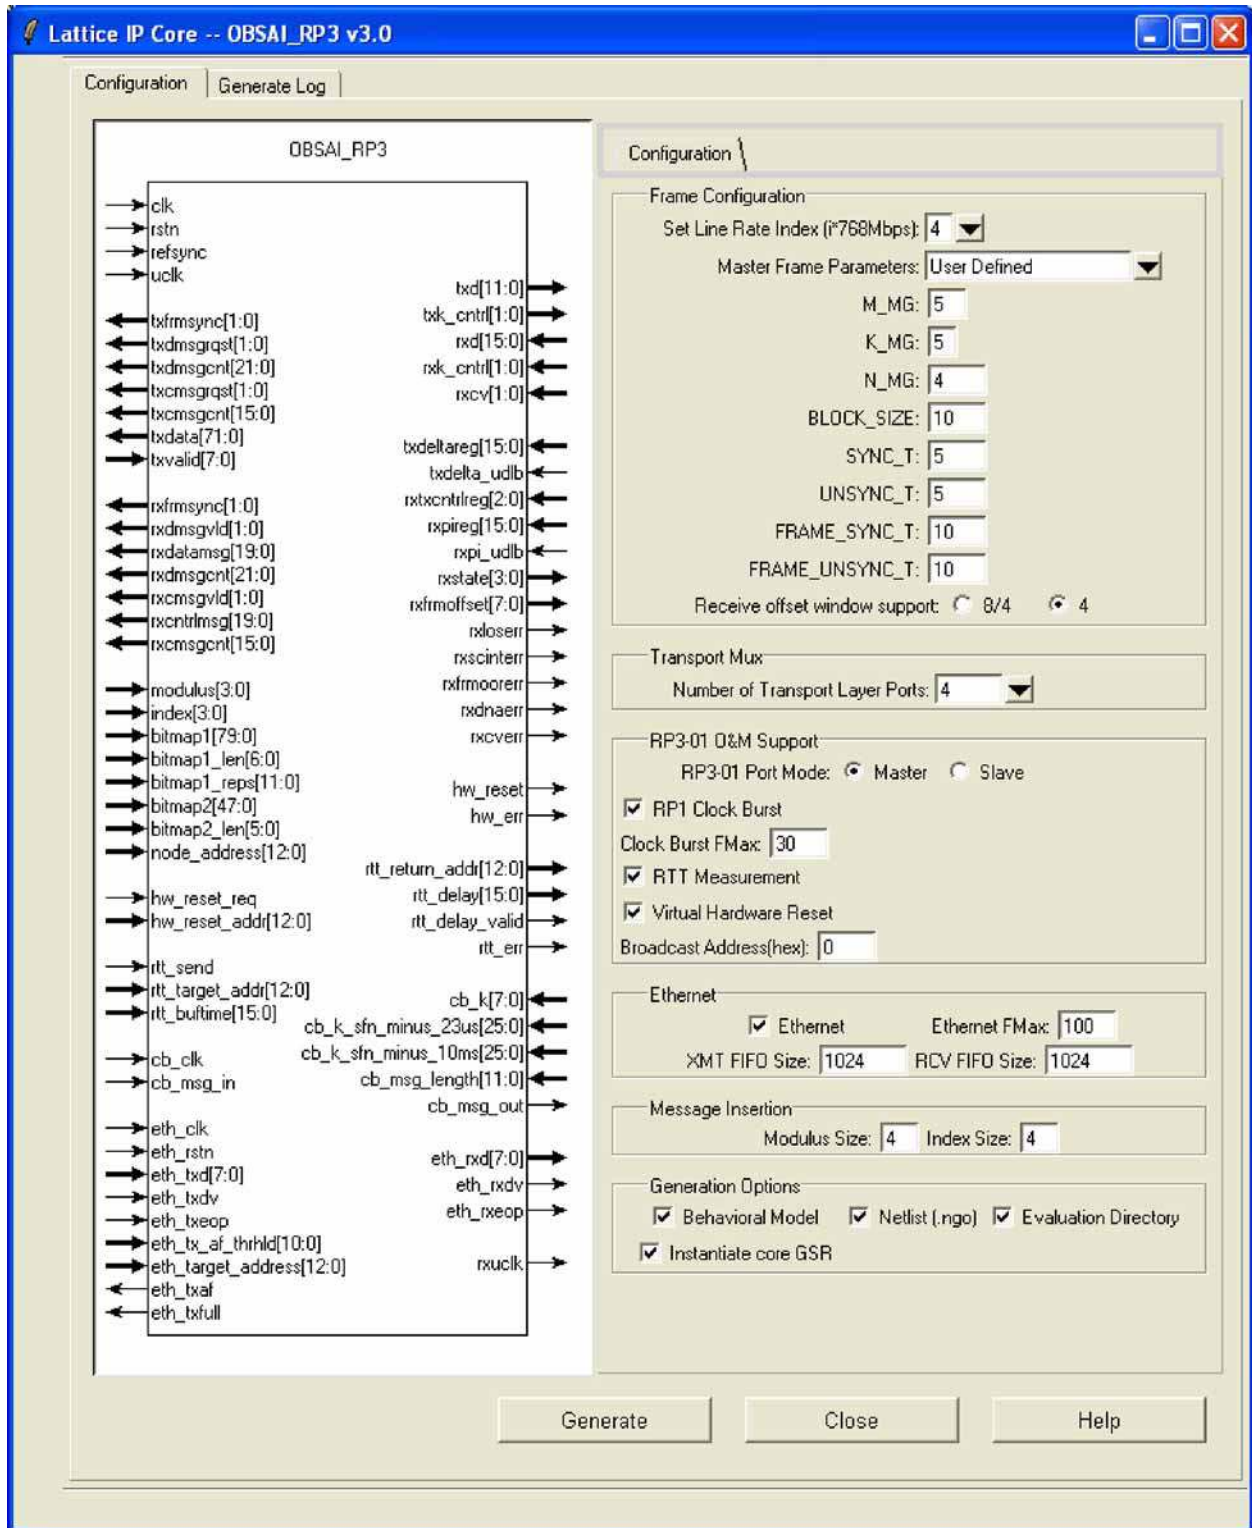 Lattice IP Core -- OBSAI_RP3 v3.0
Configuration
Generate Log
OBSAI_RP3
clk
rstn
refsync
uclk
txfrmsync[1:0]
txdmsgrqst[1:0]
txdmsgcnt[21:0]
txcmsgrqst[1:0]
txcmsgcnt[15:0]
txdata[71:0]
txvalid[7:0]
rxfrmsync[1:0]
rxdmsgvld[1:0]
rxdatamsg[19:0]
rxdmsgcnt[21:0]
rxcmsgvld[1:0]
rxcntrlmsg[19:0]
rxcmsgcnt[15:0]
modulus[3:0]
index[3:0]
bitmap1[79:0]
bitmap1_len[6:0]
bitmap1_reps[11:0]
bitmap2[47:0]
bitmap2_len[5:0]
node_address[12:0]
hw_reset_req
hw_reset_addr[12:0]
rtt_send
rtt_target_addr[12:0]
rtt_buftime[15:0]
cb_clk
cb_msg_in
eth_clk
eth_rstn
eth_txd[7:0]
eth_txdv
eth_txeop
eth_tx_af_thrhld[10:0]
eth_target_address[12:0]
eth_txaf
eth_txfull
txd[11:0]
txk_cntrl[1:0]
rxd[15:0]
rxk_cntrl[1:0]
rxcv[1:0]
txdeltareg[15:0]
txdelta_udlb
rxtxcntrlreg[2:0]
rxpireg[15:0]
rxpi_udlb
rxstate[3:0]
rxfrmoffset[7:0]
rxloserr
rxscinterr
rxfrmoorerr
rxdnaerr
rxcverr
hw_reset
hw_err
rtt_return_addr[12:0]
rtt_delay[15:0]
rtt_delay_valid
rtt_err
cb_k[7:0]
cb_k_sfn_minus_23us[25:0]
cb_k_sfn_minus_10ms[25:0]
cb_msg_length[11:0]
cb_msg_out
eth_rxd[7:0]
eth_rxdv
eth_rxeop
rxuclk
Configuration
Frame Configuration
Set Line Rate Index (i*768Mbps): 4
Master Frame Parameters: User Defined
M_MG: 5
K_MG: 5
N_MG: 4
BLOCK_SIZE: 10
SYNC_T: 5
UNSYNC_T: 5
FRAME_SYNC_T: 10
FRAME_UNSYNC_T: 10
Receive offset window support: 8/4 4
Transport Mux
Number of Transport Layer Ports: 4
RP3-01 O&M Support
RP3-01 Port Mode: Master Slave
RP1 Clock Burst
Clock Burst FMax: 30
RTT Measurement
Virtual Hardware Reset
Broadcast Address(hex): 0
Ethernet
Ethernet Ethernet FMax: 100
XMT FIFO Size: 1024 RCV FIFO Size: 1024
Message Insertion
Modulus Size: 4 Index Size: 4
Generation Options
Behavioral Model Netlist (.ngo) Evaluation Directory
Instantiate core GSR
Generate Close Help